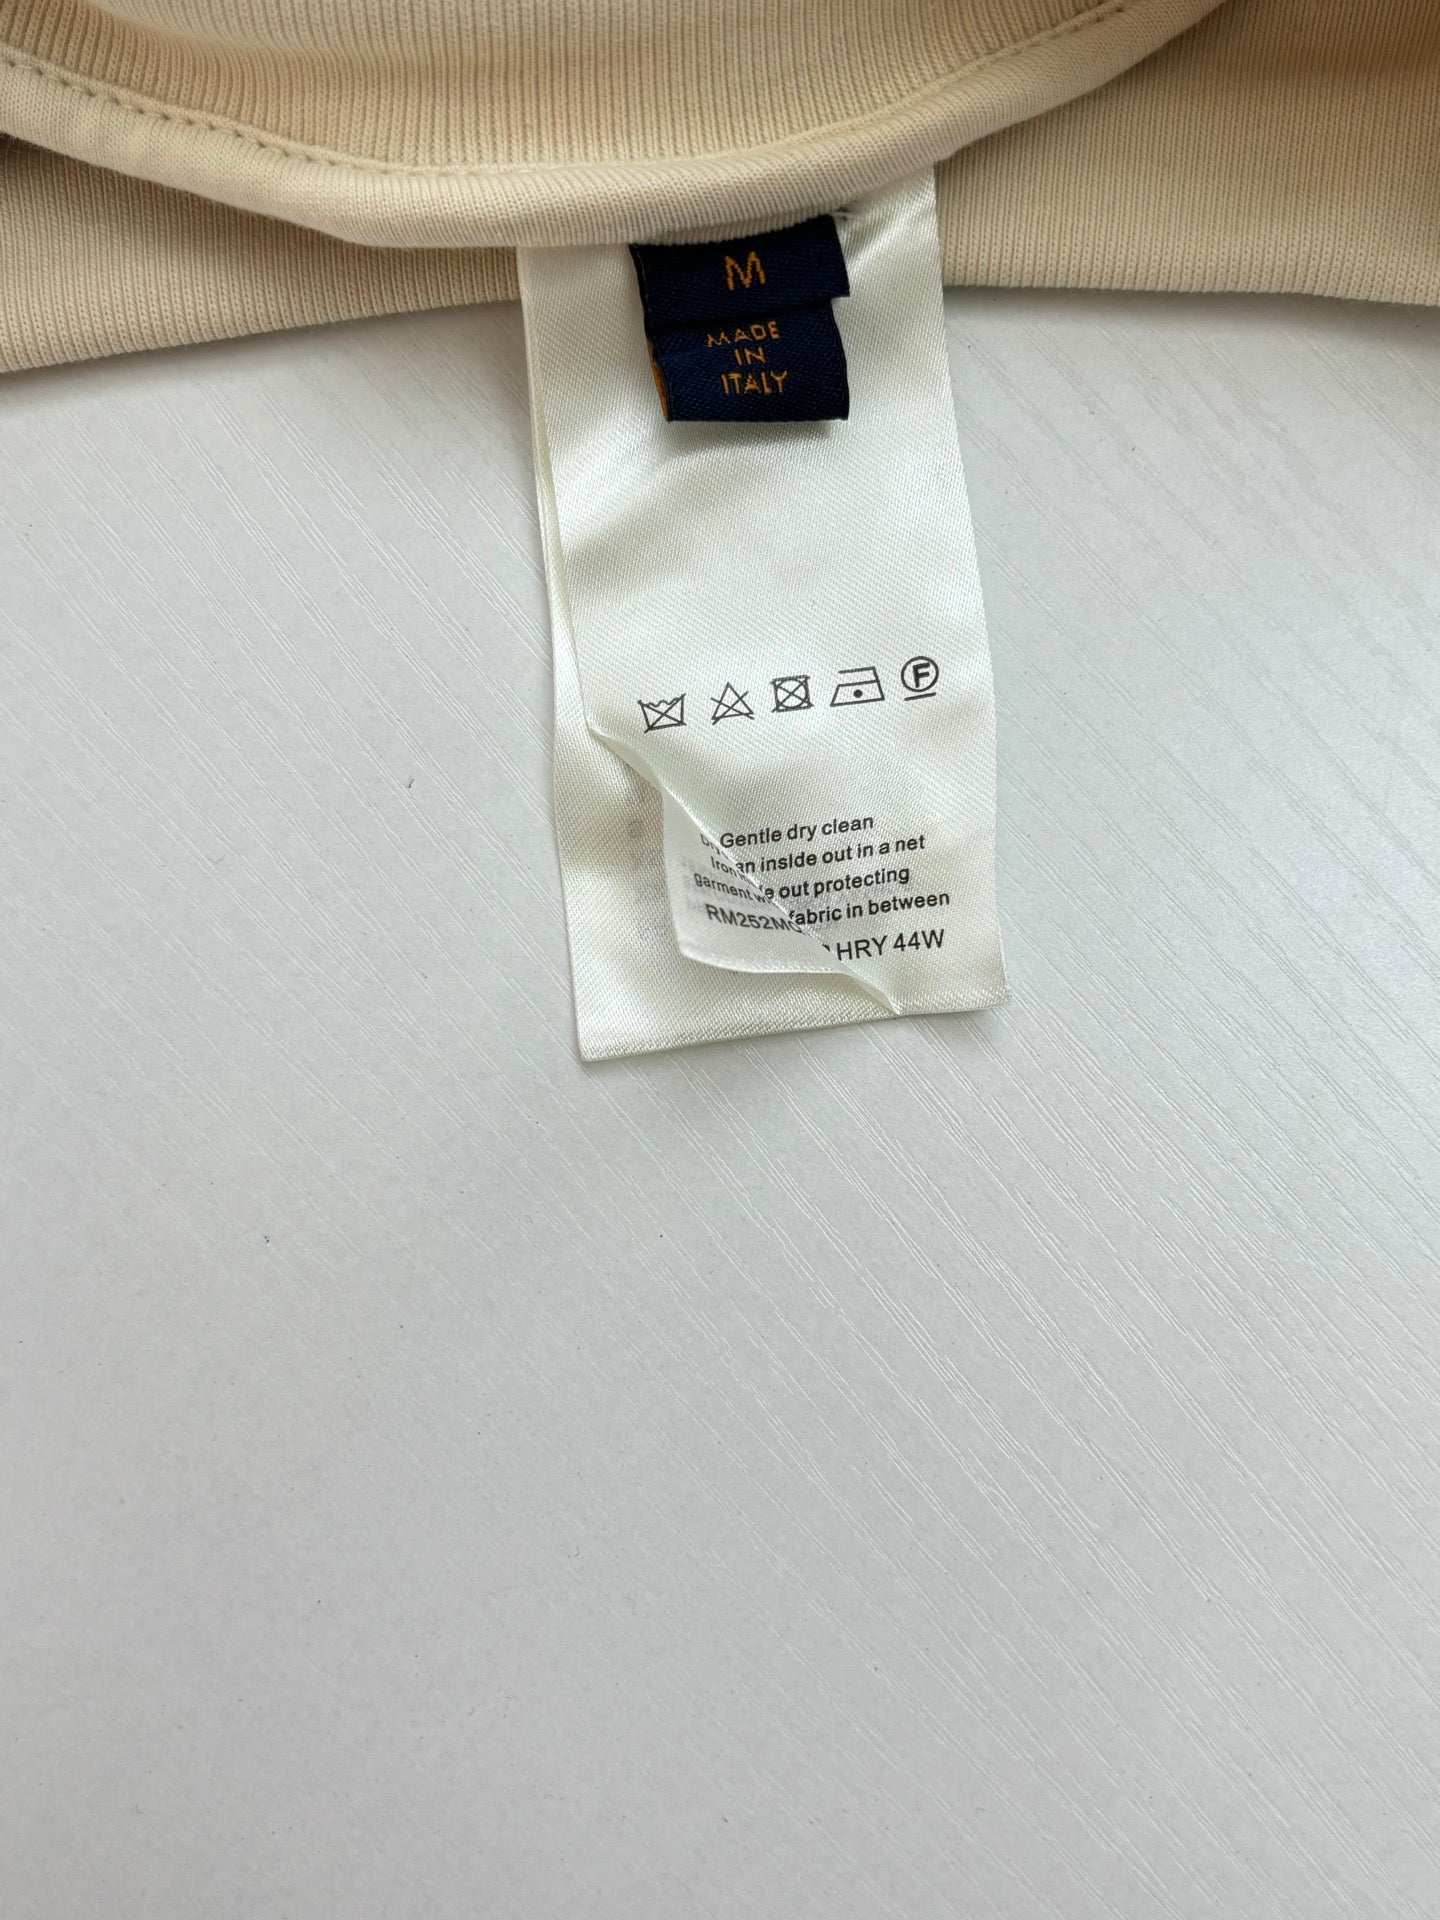 M
MADE
IN
ITALY
F
Gentle dry clean
Iron inside out in a net
garment out protecting
RM252M fabric in between
HRY 44W